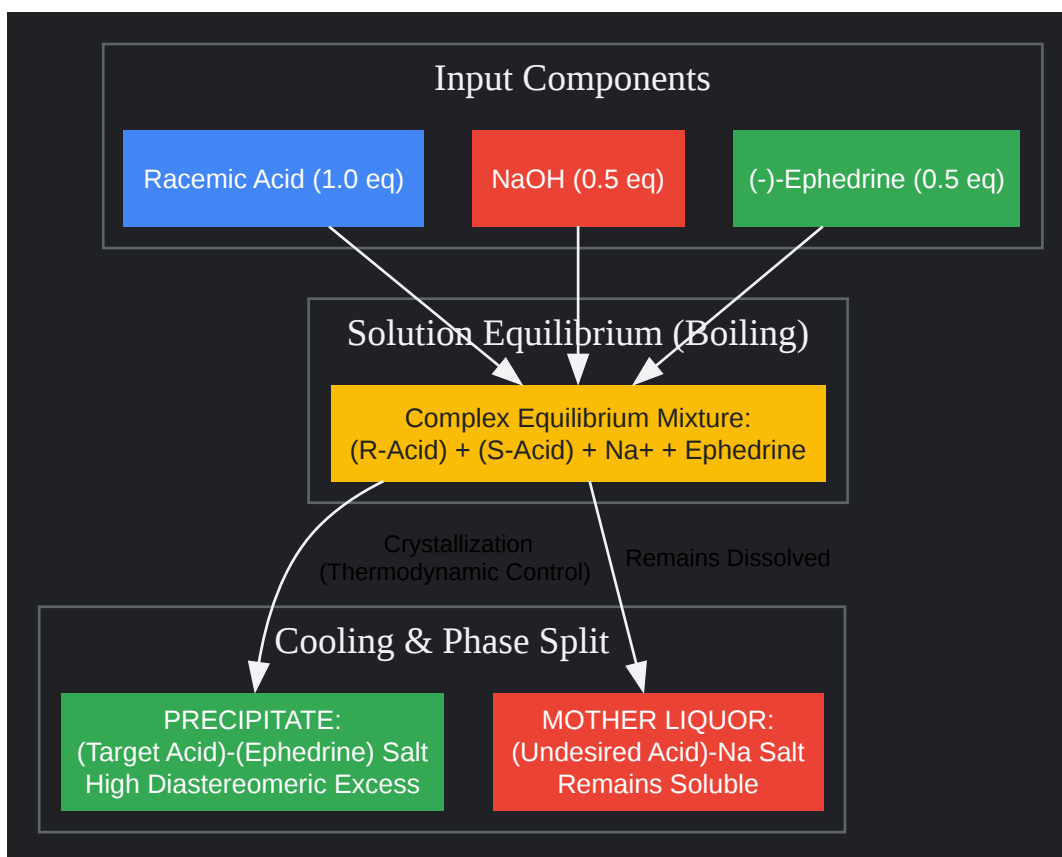 Input Components
Racemic Acid (1.0 eq)
NaOH (0.5 eq)
(-)-Ephedrine (0.5 eq)
Solution Equilibrium (Boiling)
Complex Equilibrium Mixture:
(R-Acid) + (S-Acid) + Na+ + Ephedrine
Crystallization
(Thermodynamic Control)
Remains Dissolved
Cooling & Phase Split
PRECIPITATE:
(Target Acid)-(Ephedrine) Salt
High Diastereomeric Excess
MOTHER LIQUOR:
(Undesired Acid)-Na Salt
Remains Soluble